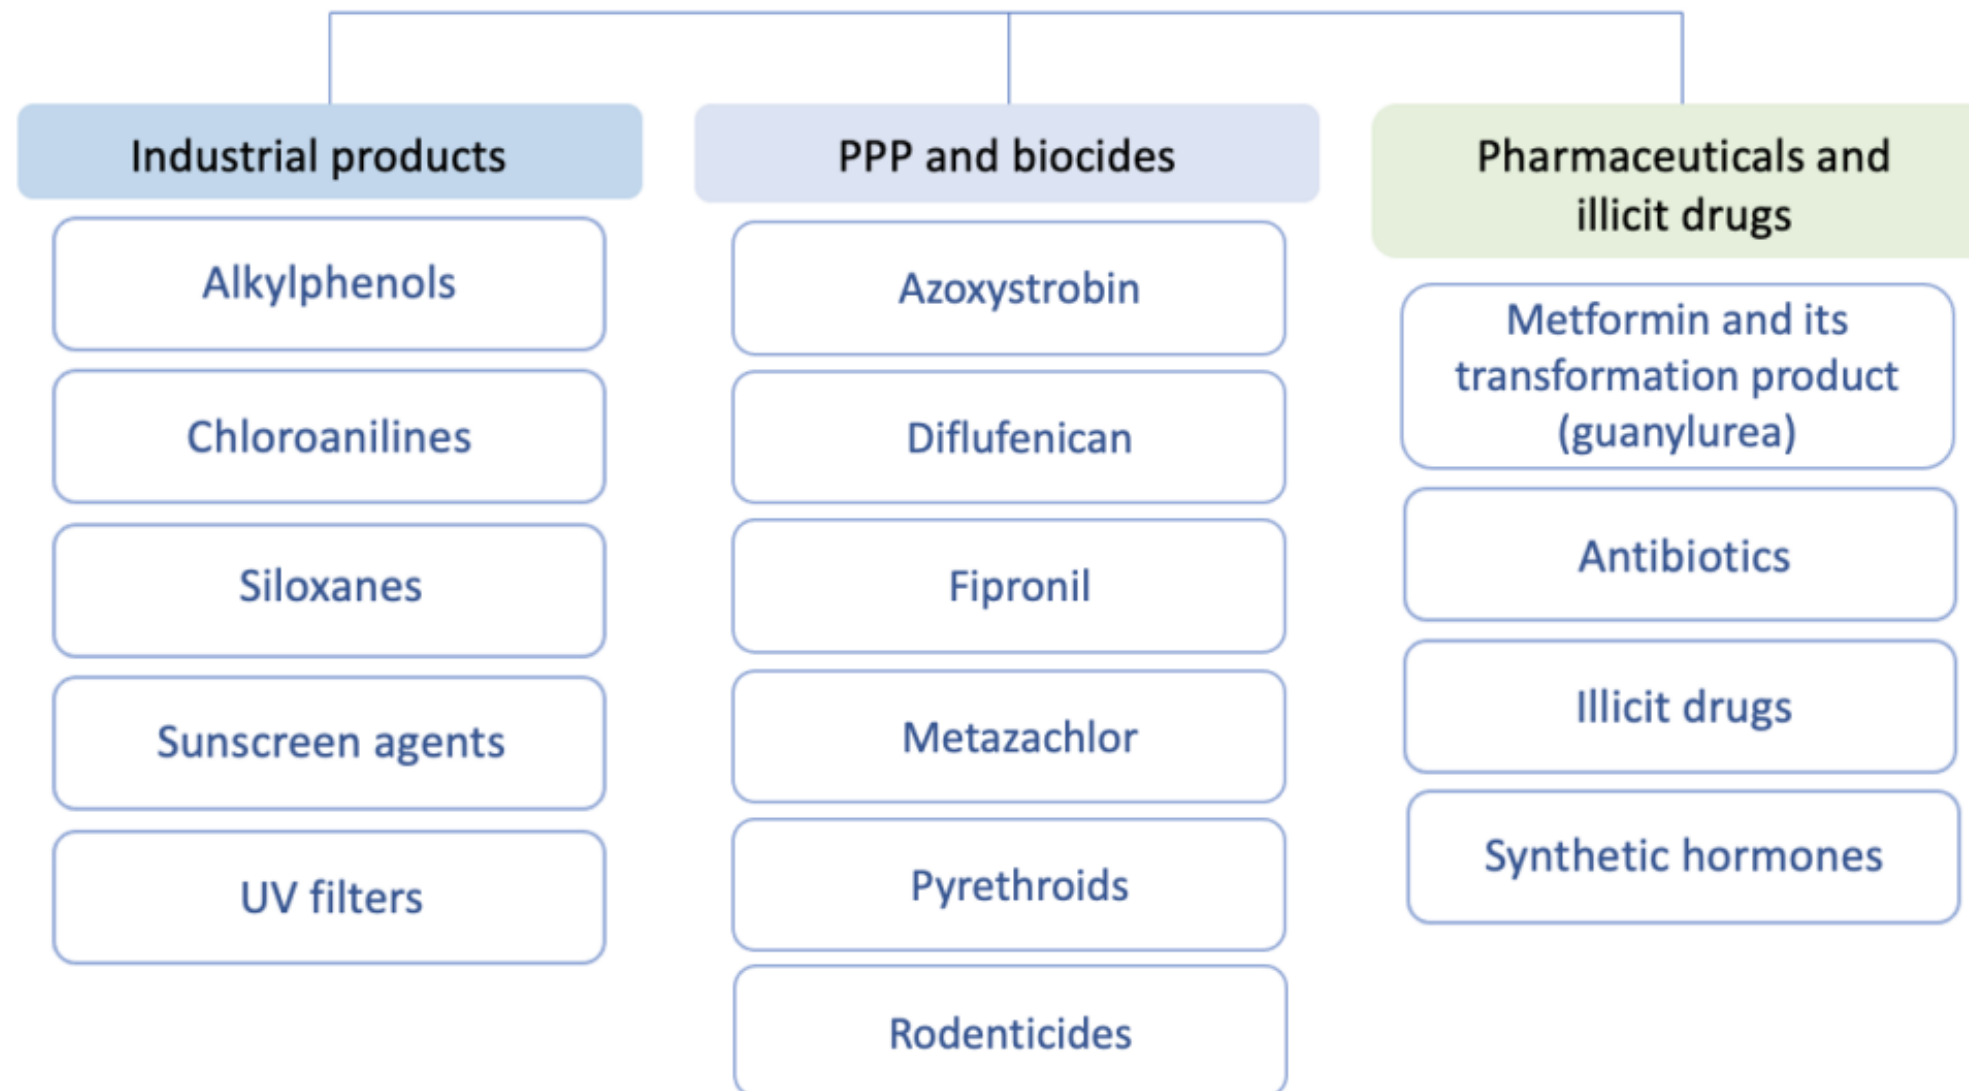 Industrial products
Alkylphenols
Chloroanilines
Siloxanes
Sunscreen agents
UV filters
PPP and biocides
Azoxystrobin
Diflufenican
Fipronil
Metazachlor
Pyrethroids
Rodenticides
Pharmaceuticals and
illicit drugs
Metformin and its
transformation product
(guanylurea)
Antibiotics
Illicit drugs
Synthetic hormones